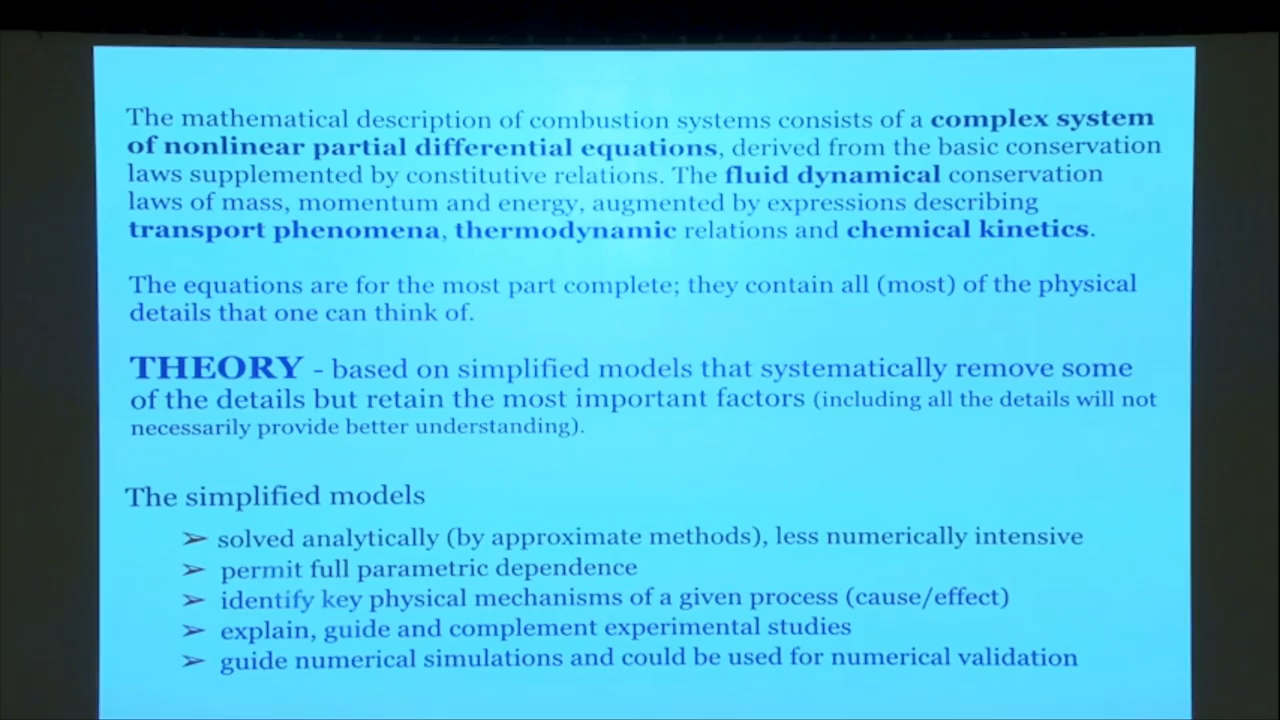 The mathematical description of combustion systems consists of a complex system
of nonlinear partial differential equations, derived from the basic conservation
laws supplemented by constitutive relations. The fluid dynamical conservation
laws of mass, momentum and energy, augmented by expressions describing
transport phenomena, thermodynamic relations and chemical kinetics.
The equations are for the most part complete; they contain all (most) of the physical
details that one can think of.
THEORY - based on simplified models that systematically remove some
of the details but retain the most important factors (including all the details will not
necessarily provide better understanding).
The simplified models
➢ solved analytically (by approximate methods), less numerically intensive
➢ permit full parametric dependence
➢ identify key physical mechanisms of a given process (cause/effect)
➢ explain, guide and complement experimental studies
➢ guide numerical simulations and could be used for numerical validation